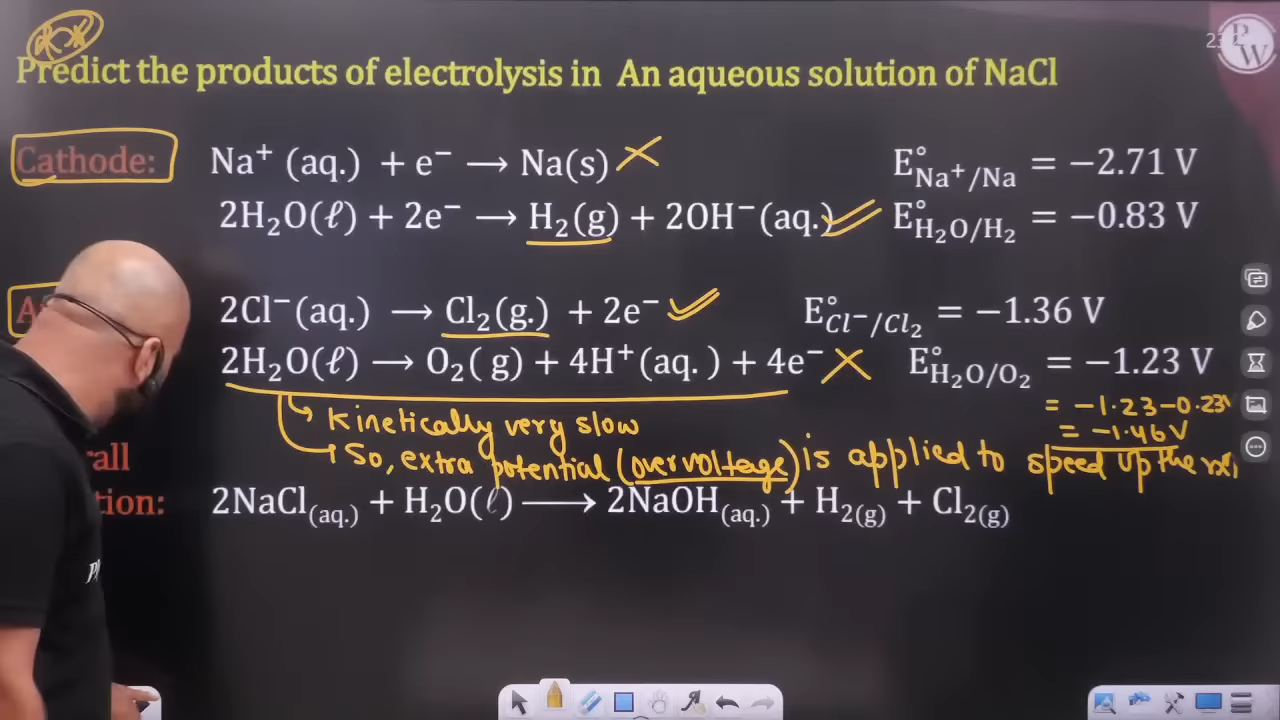 23
PW
Predict the products of electrolysis in An aqueous solution of NaCl
Cathode: Na⁺ (aq.) + e⁻ ⟶ Na(s) E°Na⁺/Na = −2.71 V
2H₂O(ℓ) + 2e⁻ ⟶ H₂(g) + 2OH⁻(aq.) E°H₂O/H₂ = −0.83 V
2Cl⁻(aq.) ⟶ Cl₂(g.) + 2e⁻ E°Cl⁻/Cl₂ = −1.36 V
2H₂O(ℓ) ⟶ O₂( g) + 4H⁺(aq. ) + 4e⁻ E°H₂O/O₂ = −1.23 V
= −1.23−0.23V
Kinetically very slow
= −1.46V
So, extra potential (overvoltage) is applied to speed up the
rall
tion: 2NaCl(aq.) + H₂O(ℓ) ⟶ 2NaOH(aq.) + H₂(g) + Cl₂(g)